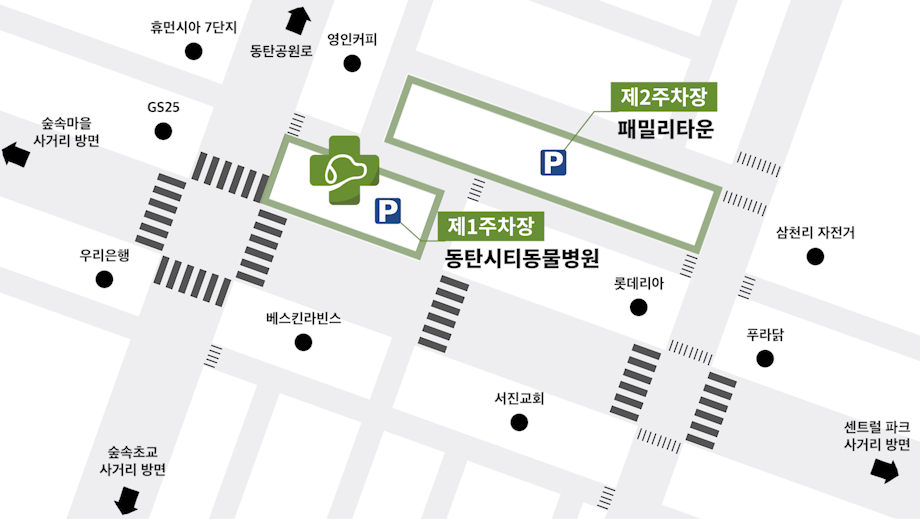 휴먼시아 7단지
동탄공원로
영인커피
GS25
숲속마을
사거리 방면
제2주차장
패밀리타운
P
P
제1주차장
동탄시티동물병원
삼천리 자전거
우리은행
롯데리아
베스킨라빈스
푸라닭
서진교회
센트럴 파크
사거리 방면
숲속초교
사거리 방면